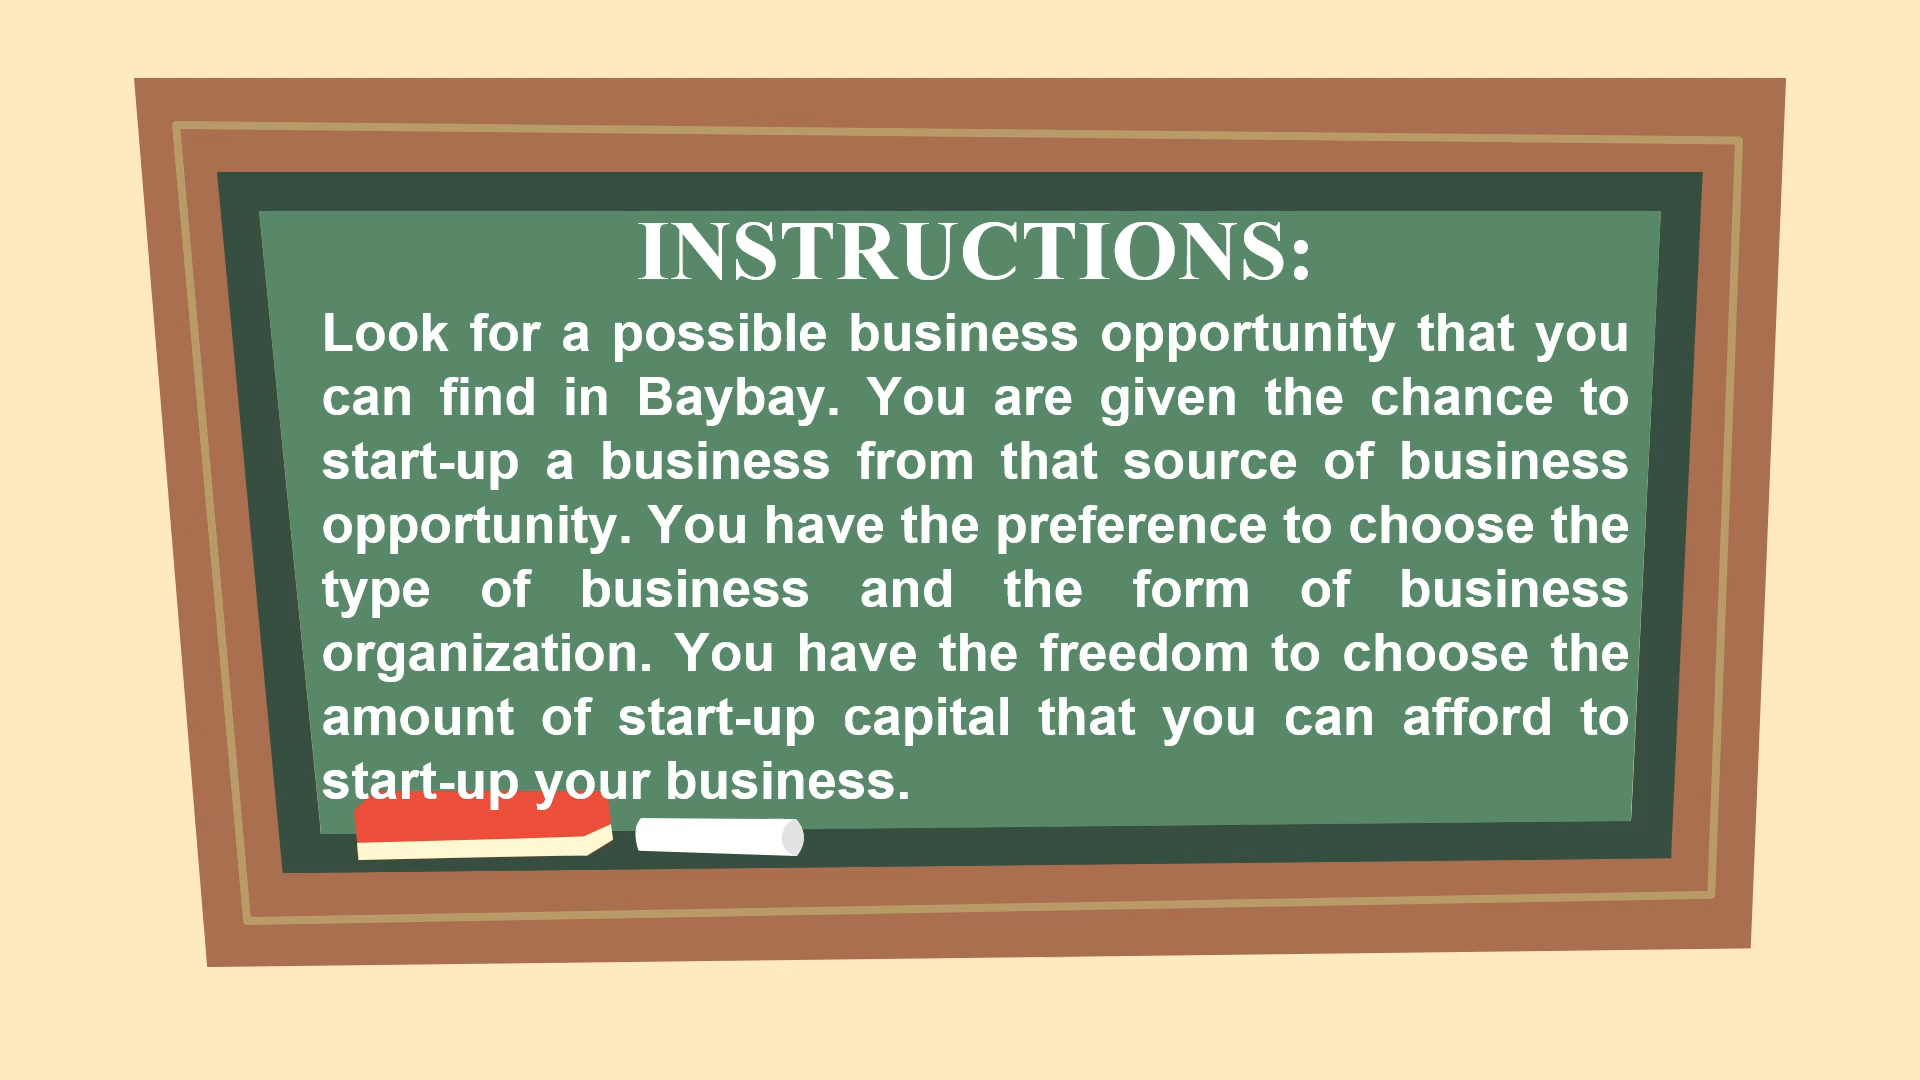 INSTRUCTIONS:
Look for a possible business opportunity that you
can find in Baybay. You are given the chance to
start-up a business from that source of business
opportunity. You have the preference to choose the
type of business and the form of business
organization. You have the freedom to choose the
amount of start-up capital that you can afford to
start-up your business.